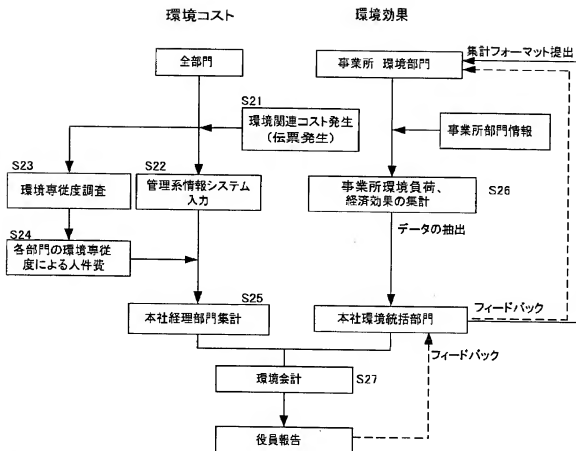 環境コスト
環境効果
集計フォーマット提出
全部門
事業所 環境部門
S21
環境関連コスト発生
(伝票発生)
事業所部門情報
S23
S22
環境専従度調査
管理系情報システム
入力
事業所環境負荷、
経済効果の集計
S26
S24
データの抽出
各部門の環境専従
度による人件費
S25
フィードバック
本社経理部門集計
本社環境統括部門
フィードバック
環境会計
S27
役員報告